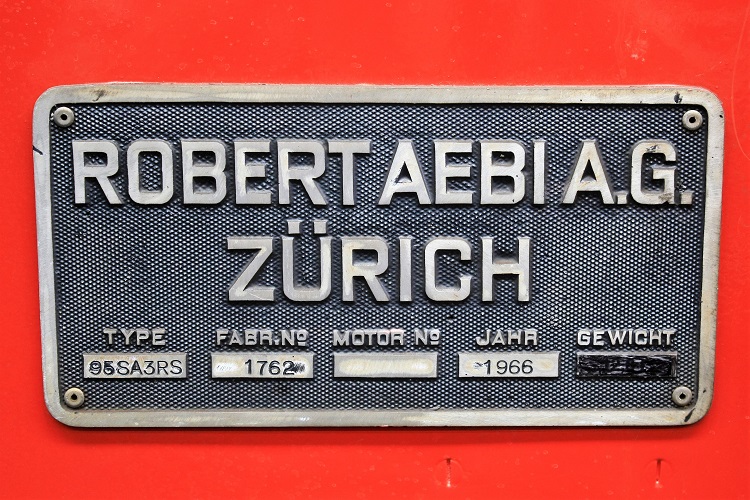 ROBERT AEBI A.G.
ZÜRICH
TYPE FABR.Nº MOTOR Nº JAHR GEWICHT
95SA3RS 1762 1966